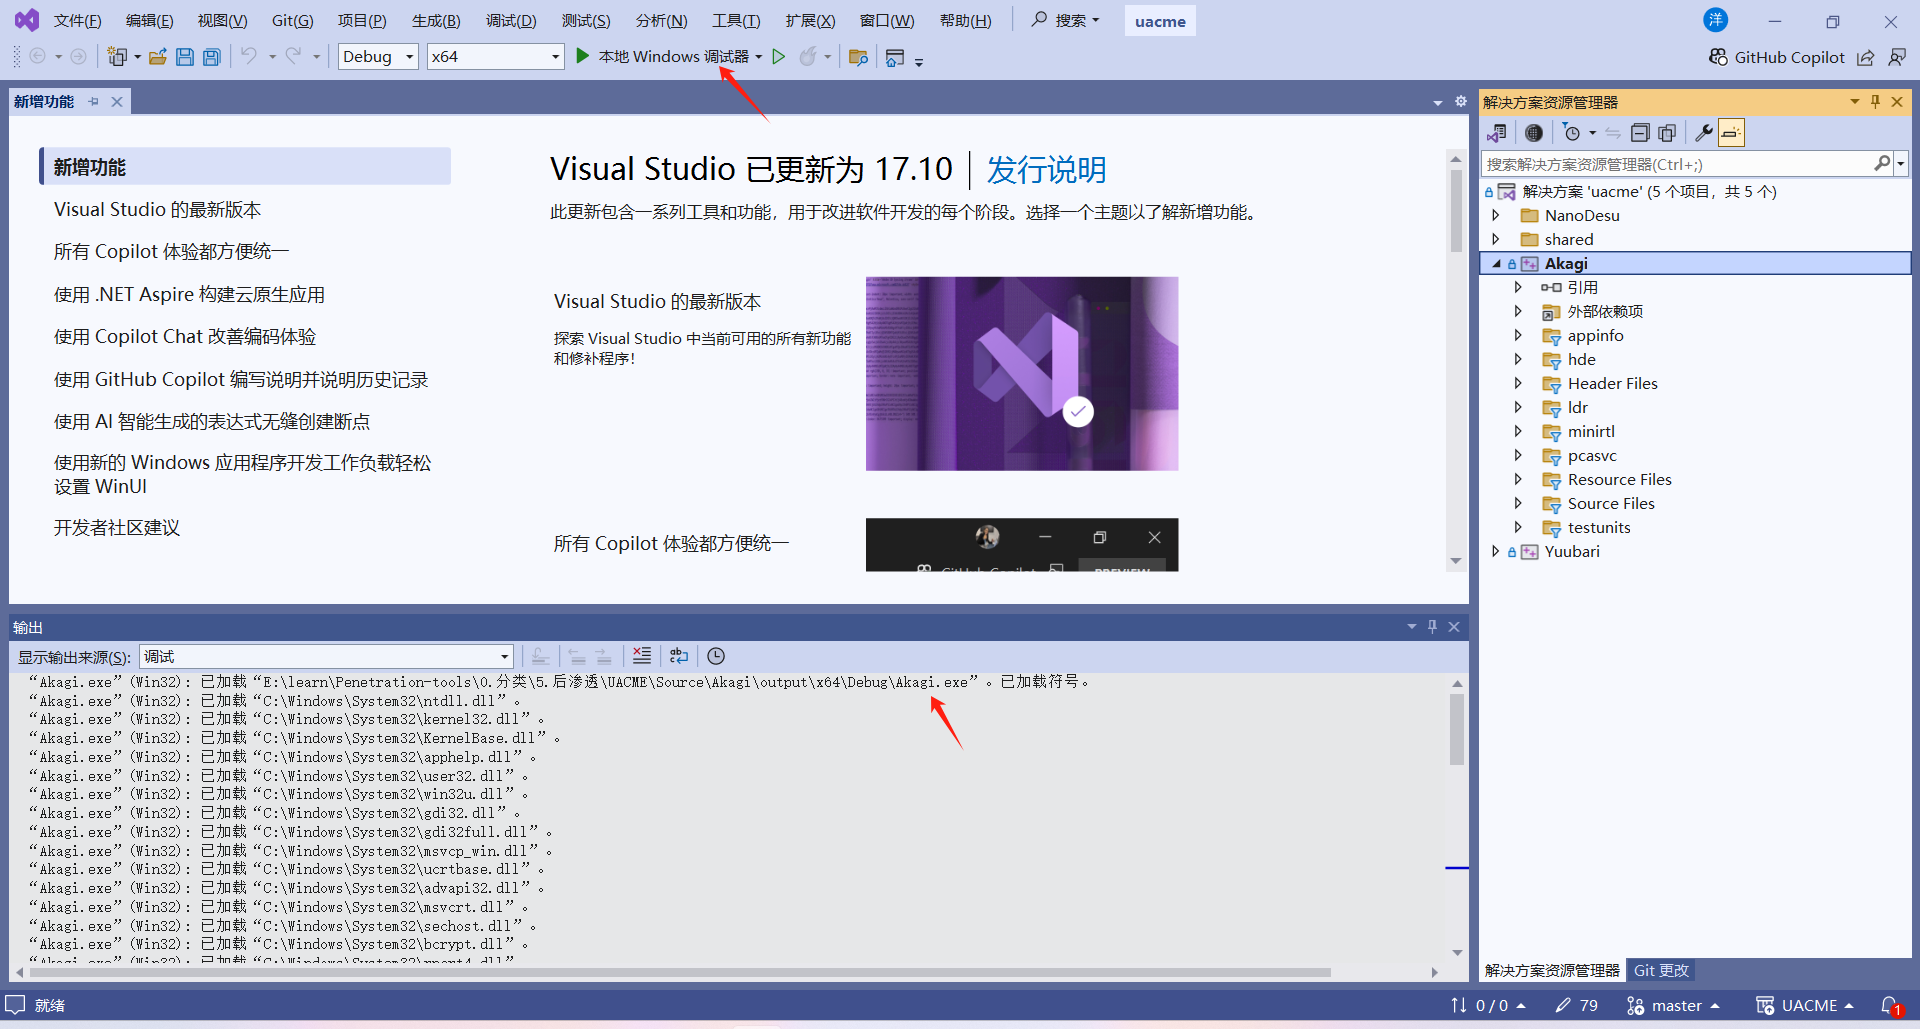 文件(F) 编辑(E) 视图(V) Git(G) 项目(P) 生成(B) 调试(D) 测试(S) 分析(N) 工具(T) 扩展(X) 窗口(W) 帮助(H) 搜索 uacme 洋
Debug x64 本地 Windows 调试器 GitHub Copilot
新增功能
新增功能
Visual Studio 的最新版本
所有 Copilot 体验都方便统一
使用 .NET Aspire 构建云原生应用
使用 Copilot Chat 改善编码体验
使用 GitHub Copilot 编写说明并说明历史记录
使用 AI 智能生成的表达式无缝创建断点
使用新的 Windows 应用程序开发工作负载轻松
设置 WinUI
开发者社区建议
Visual Studio 已更新为 17.10 发行说明
此更新包含一系列工具和功能，用于改进软件开发的每个阶段。选择一个主题以了解新增功能。
Visual Studio 的最新版本
探索 Visual Studio 中当前可用的所有新功能
和修补程序！
所有 Copilot 体验都方便统一
GitHub Copilot PREVIEW
输出
显示输出来源(S): 调试
“Akagi.exe”(Win32): 已加载“E:\learn\Penetration-tools\0.分类\5.后渗透\UACME\Source\Akagi\output\x64\Debug\Akagi.exe”。已加载符号。
“Akagi.exe”(Win32): 已加载“C:\Windows\System32\ntdll.dll”。
“Akagi.exe”(Win32): 已加载“C:\Windows\System32\kernel32.dll”。
“Akagi.exe”(Win32): 已加载“C:\Windows\System32\KernelBase.dll”。
“Akagi.exe”(Win32): 已加载“C:\Windows\System32\apphelp.dll”。
“Akagi.exe”(Win32): 已加载“C:\Windows\System32\user32.dll”。
“Akagi.exe”(Win32): 已加载“C:\Windows\System32\win32u.dll”。
“Akagi.exe”(Win32): 已加载“C:\Windows\System32\gdi32.dll”。
“Akagi.exe”(Win32): 已加载“C:\Windows\System32\gdi32full.dll”。
“Akagi.exe”(Win32): 已加载“C:\Windows\System32\msvcp_win.dll”。
“Akagi.exe”(Win32): 已加载“C:\Windows\System32\ucrtbase.dll”。
“Akagi.exe”(Win32): 已加载“C:\Windows\System32\advapi32.dll”。
“Akagi.exe”(Win32): 已加载“C:\Windows\System32\msvcrt.dll”。
“Akagi.exe”(Win32): 已加载“C:\Windows\System32\sechost.dll”。
“Akagi.exe”(Win32): 已加载“C:\Windows\System32\bcrypt.dll”。
“Akagi.exe”(Win32): 已加载“C:\Windows\System32\rpcrt4.dll”
解决方案资源管理器
搜索解决方案资源管理器(Ctrl+;)
解决方案 'uacme' (5 个项目，共 5 个)
NanoDesu
shared
Akagi
引用
外部依赖项
appinfo
hde
Header Files
ldr
minirtl
pcasvc
Resource Files
Source Files
testunits
Yuubari
解决方案资源管理器 Git 更改
就绪 0 / 0 79 master UACME 1